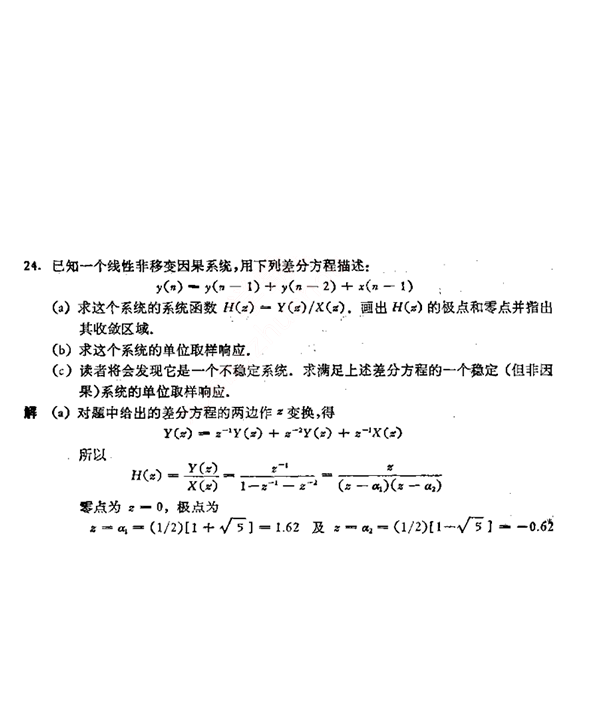 24. 已知一个线性非移变因果系统,用下列差分方程描述:
y(n) = y(n − 1) + y(n − 2) + x(n − 1)
(a) 求这个系统的系统函数 H(z) = Y(z)/X(z). 画出 H(z) 的极点和零点并指出
其收敛区域.
(b) 求这个系统的单位取样响应.
(c) 读者将会发现它是一个不稳定系统. 求满足上述差分方程的一个稳定 (但非因
果)系统的单位取样响应.
解 (a) 对题中给出的差分方程的两边作 z 变换,得
Y(z) = z⁻¹Y(z) + z⁻²Y(z) + z⁻¹X(z)
所以
H(z) = Y(z)/X(z) = z⁻¹/(1 − z⁻¹ − z⁻²) = z/((z − α₁)(z − α₂))
零点为 z = 0, 极点为
z = α₁ = (1/2)[1 + √5] = 1.62 及 z = α₂ = (1/2)[1 − √5] = −0.62